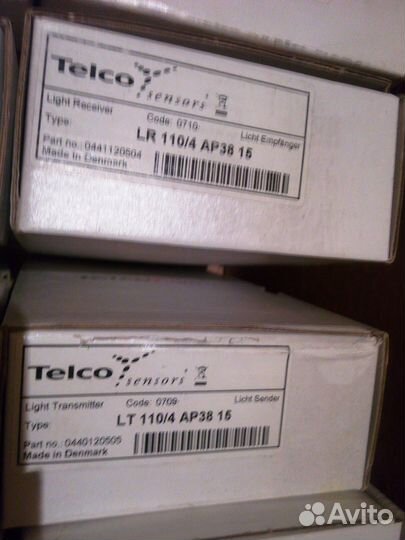 Telco
sensors
Light Receiver Code: 0710 Licht Empfänger
Type: LR 110/4 AP38 15
Part no.: 0441120504
Made in Denmark
Telco
sensors
Light Transmitter Code: 0709 Licht Sender
Type: LT 110/4 AP38 15
Part no.: 0440120505
Made in Denmark
Avito